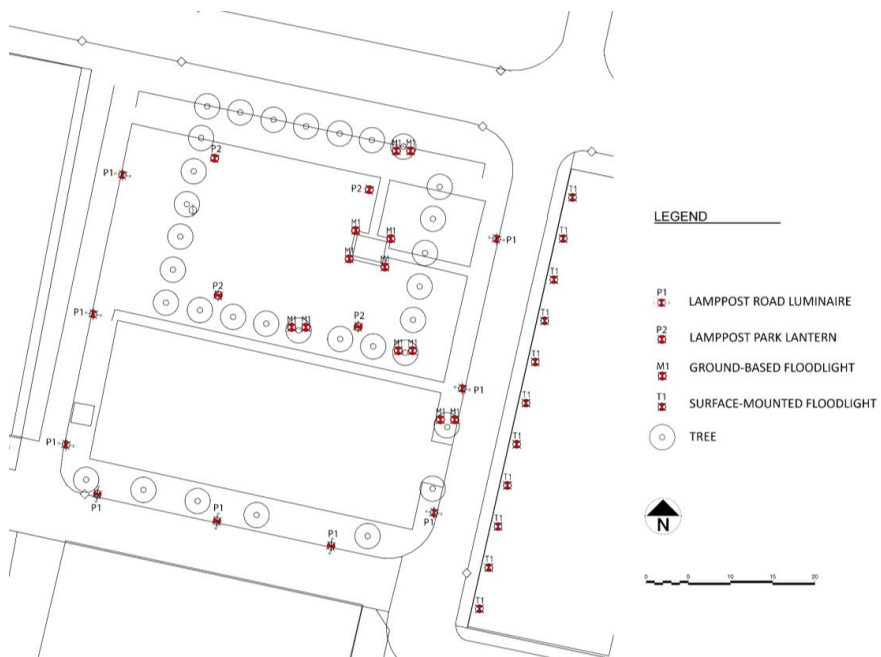 M1 M1
P2
P1
P2
T1
M1
M1
P1
T1
M1
M1
T1
P2
P1
T1
M1 M1
P2
M1 M1
T1
P1
T1
M1 M1
P1
T1
T1
P1
P1
P1
P1
T1
T1
T1
LEGEND
P1
LAMPPOST ROAD LUMINAIRE
P2
LAMPPOST PARK LANTERN
M1
GROUND-BASED FLOODLIGHT
T1
SURFACE-MOUNTED FLOODLIGHT
TREE
N
0 5 10 15 20